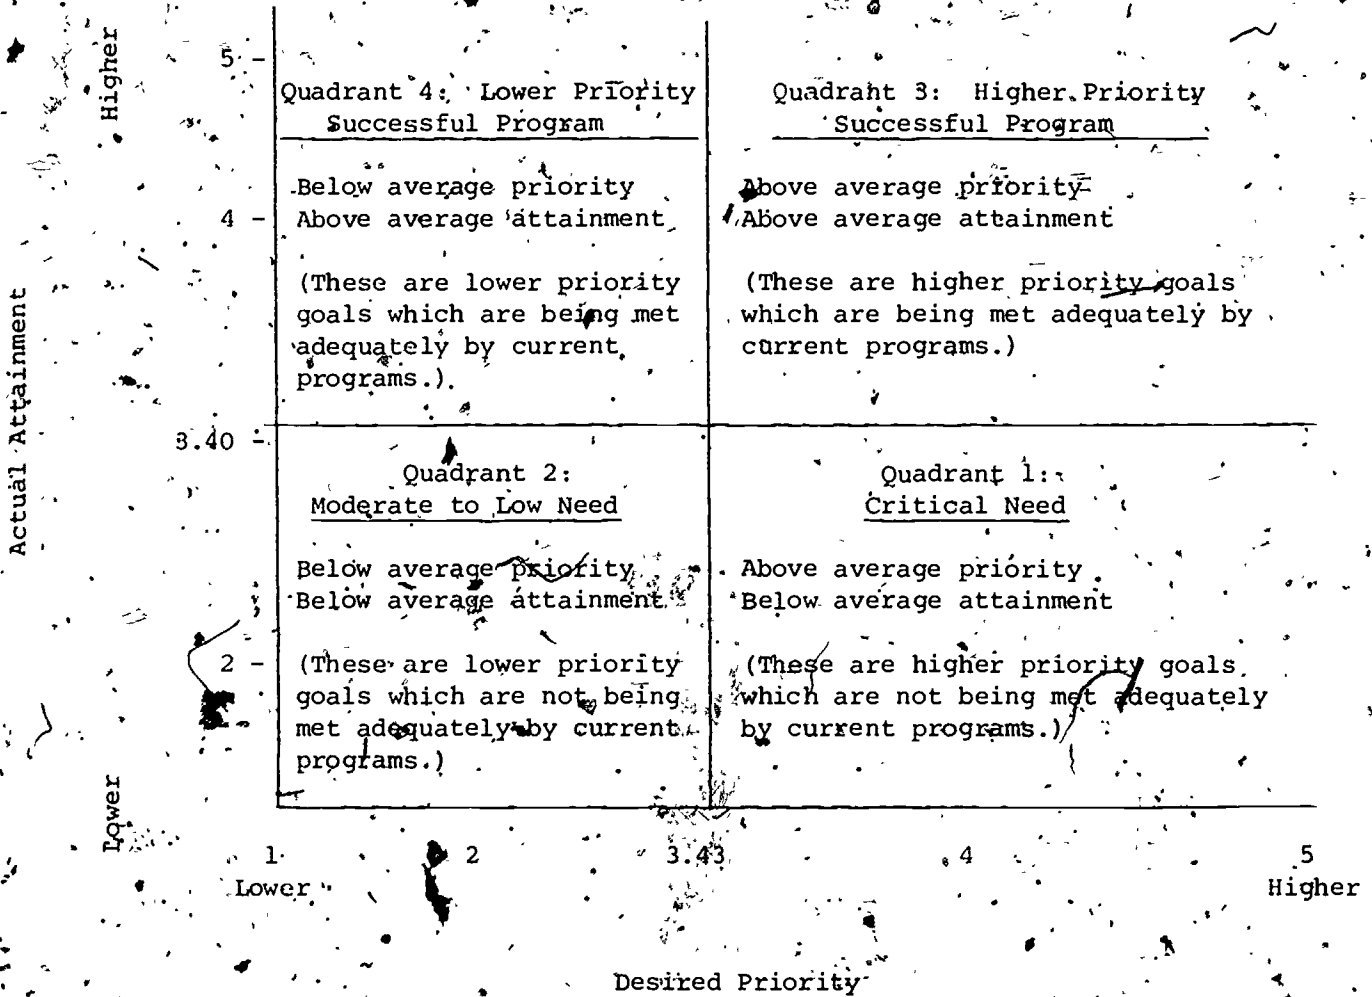 Higher
5
Quadrant 4: Lower Priority
Successful Program
Below average priority
Above average attainment
4
(These are lower priority
goals which are being met
adequately by current
programs.)
Quadrant 3: Higher Priority
Successful Program
Above average priority
Above average attainment
(These are higher priority goals
which are being met adequately by
current programs.)
Actual Attainment
3.40
Quadrant 2:
Moderate to Low Need
Below average priority
Below average attainment
2
(These are lower priority
goals which are not being
met adequately by current
programs.)
Quadrant 1:
Critical Need
Above average priority
Below average attainment
(These are higher priority goals
which are not being met adequately
by current programs.)
Lower
1 2 3.43 4 5
Lower Higher
Desired Priority